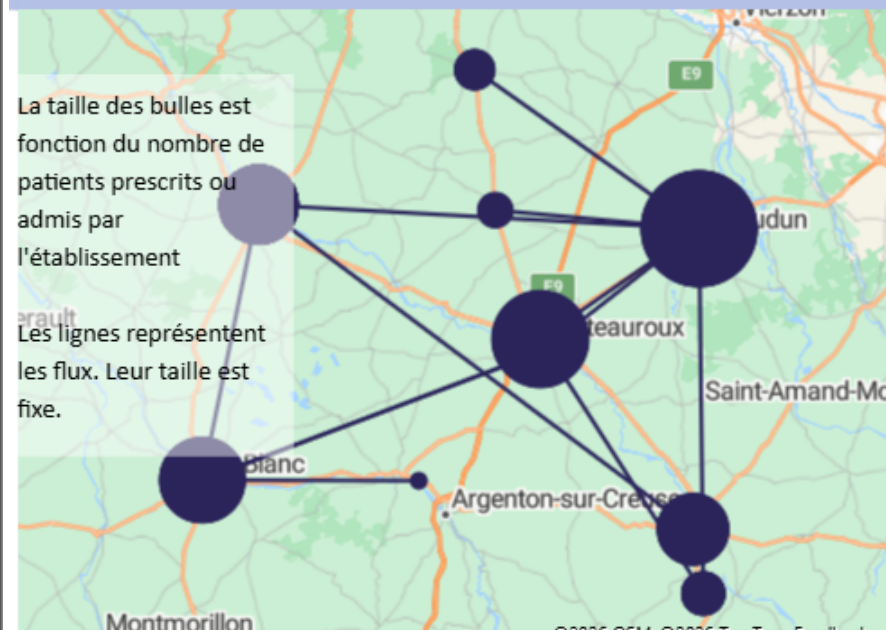 Vierzon
E9
La taille des bulles est
fonction du nombre de
patients prescrits ou
admis par
l'établissement
udun
E9
erault
teauroux
Les lignes représentent
les flux. Leur taille est
fixe.
Saint-Amand-Mo
Blanc
Argenton-sur-Creuse
Montmorillon